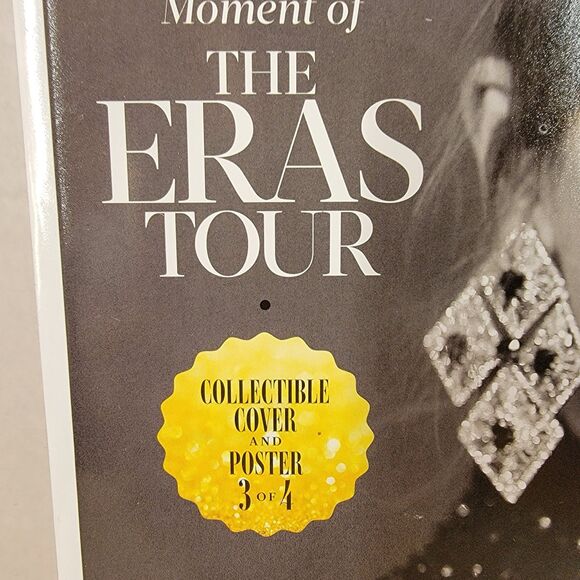 Moment of
THE
ERAS
TOUR
•
COLLECTIBLE
COVER
AND
POSTER
3 OF 4